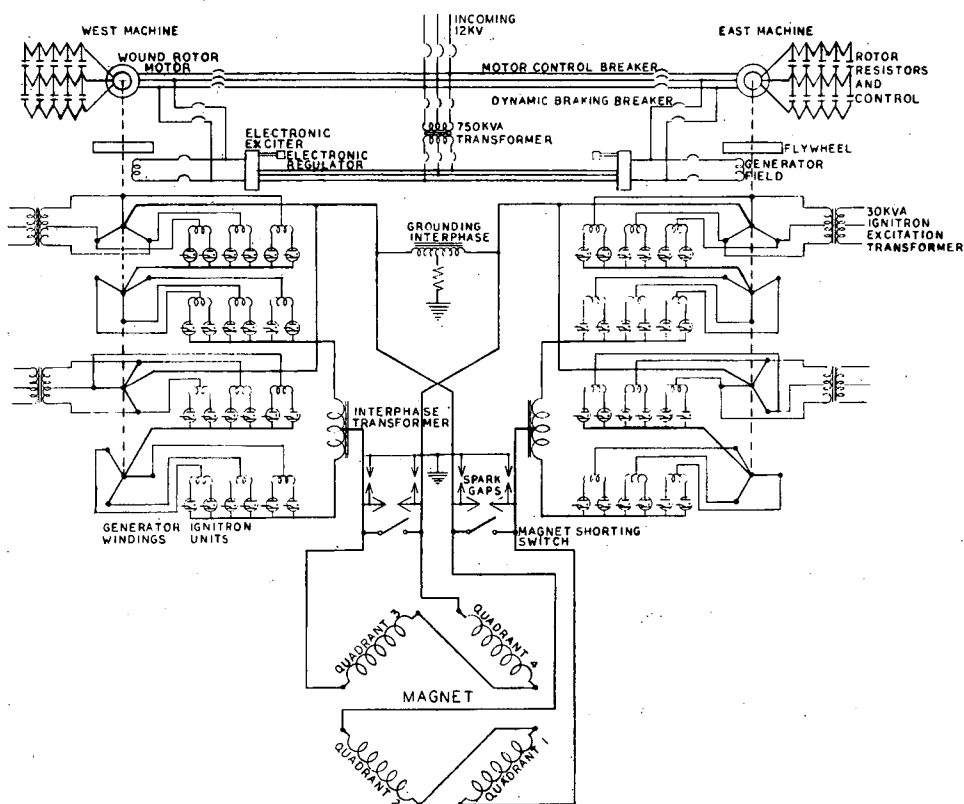 WEST MACHINE
INCOMING
12KV
EAST MACHINE
WOUND ROTOR
MOTOR
MOTOR CONTROL BREAKER
ROTOR
RESISTORS
AND
CONTROL
DYNAMIC BRAKING BREAKER
750KVA
TRANSFORMER
ELECTRONIC
EXCITER
ELECTRONIC
REGULATOR
FLYWHEEL
GENERATOR
FIELD
GROUNDING
INTERPHASE
30KVA
IGNITRON
EXCITATION
TRANSFORMER
INTERPHASE
TRANSFORMER
SPARK
GAPS
GENERATOR
WINDINGS
IGNITRON
UNITS
MAGNET SHORTING
SWITCH
QUADRANT 3
QUADRANT 4
MAGNET
QUADRANT 2
QUADRANT 1